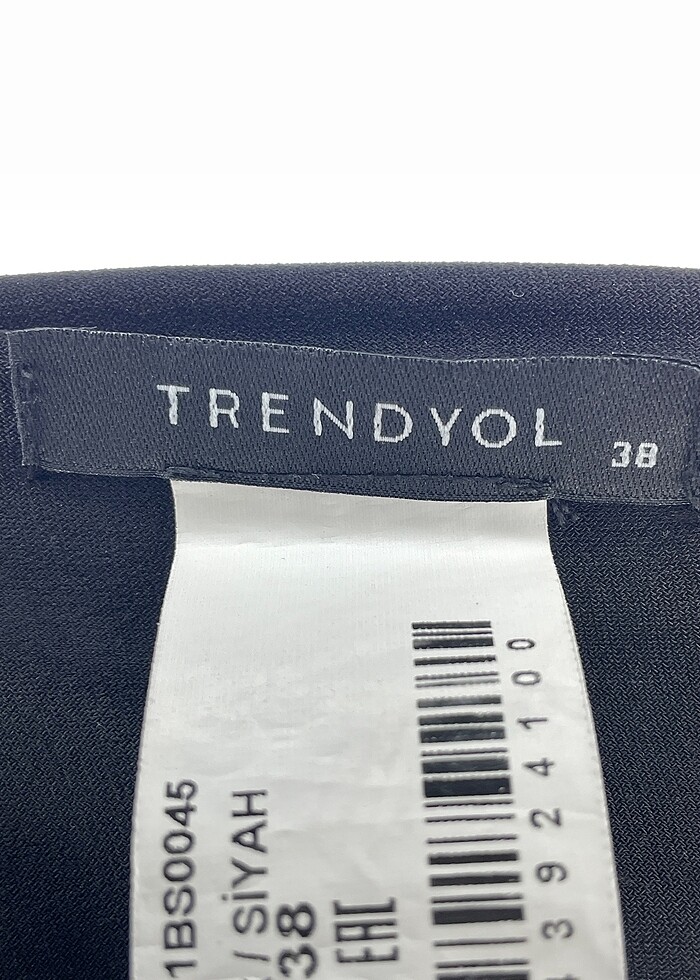 TRENDYOL 38
1BS0045
/ SİYAH
38
EAC
3924100